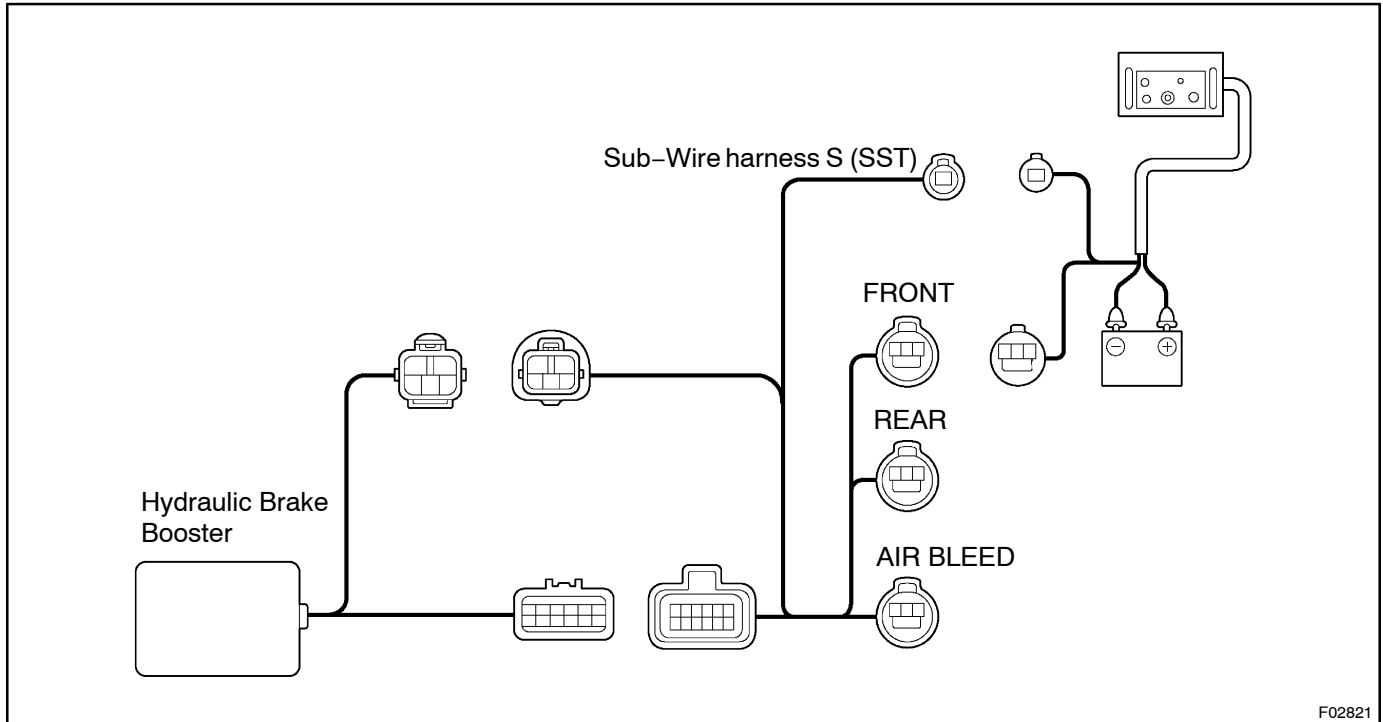 Sub−Wire harness S (SST)
FRONT
− +
REAR
Hydraulic Brake
Booster
AIR BLEED
F02821